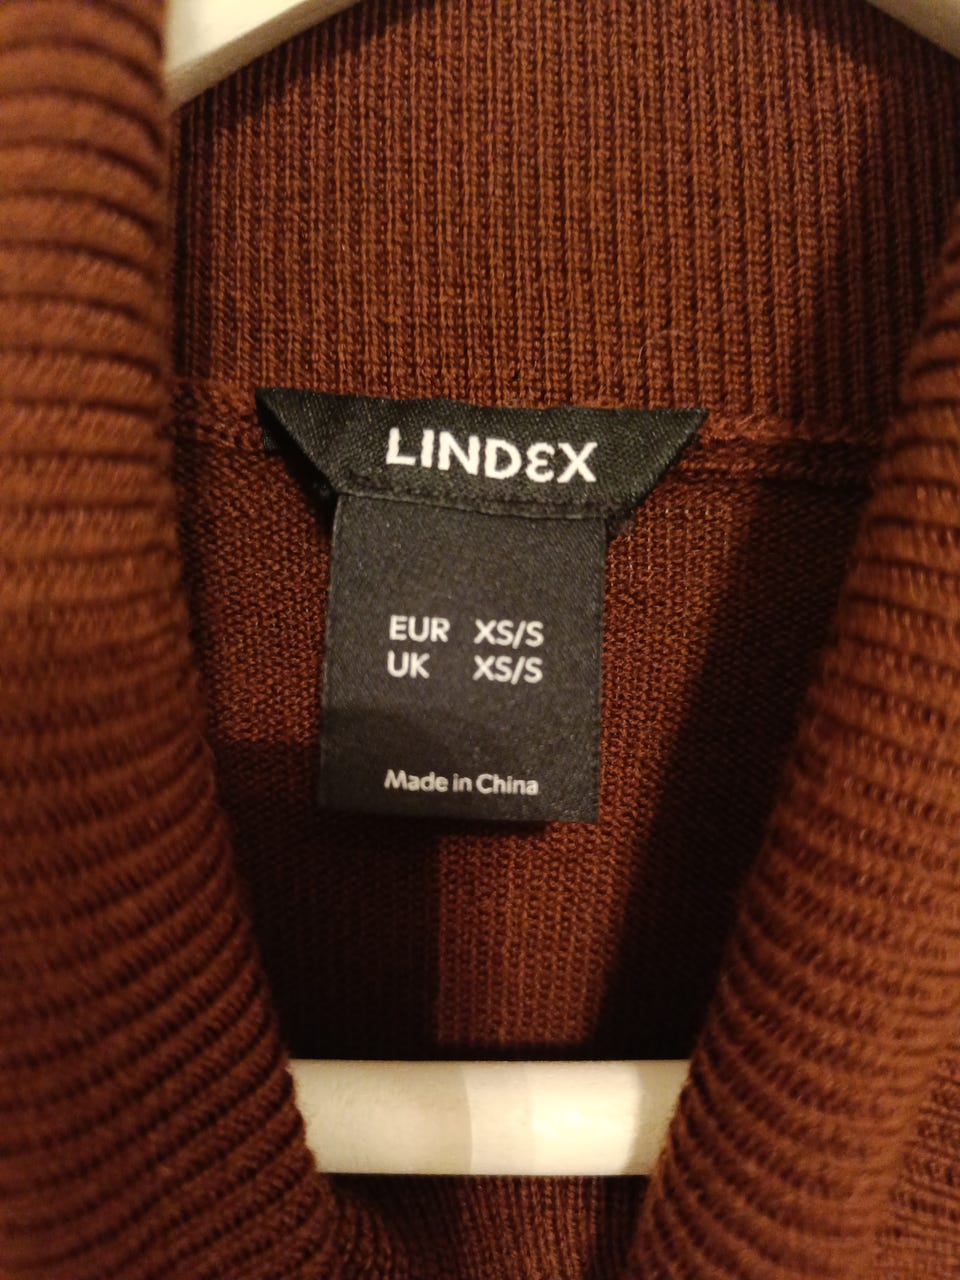 LINDEX
EUR XS/S
UK XS/S
Made in China